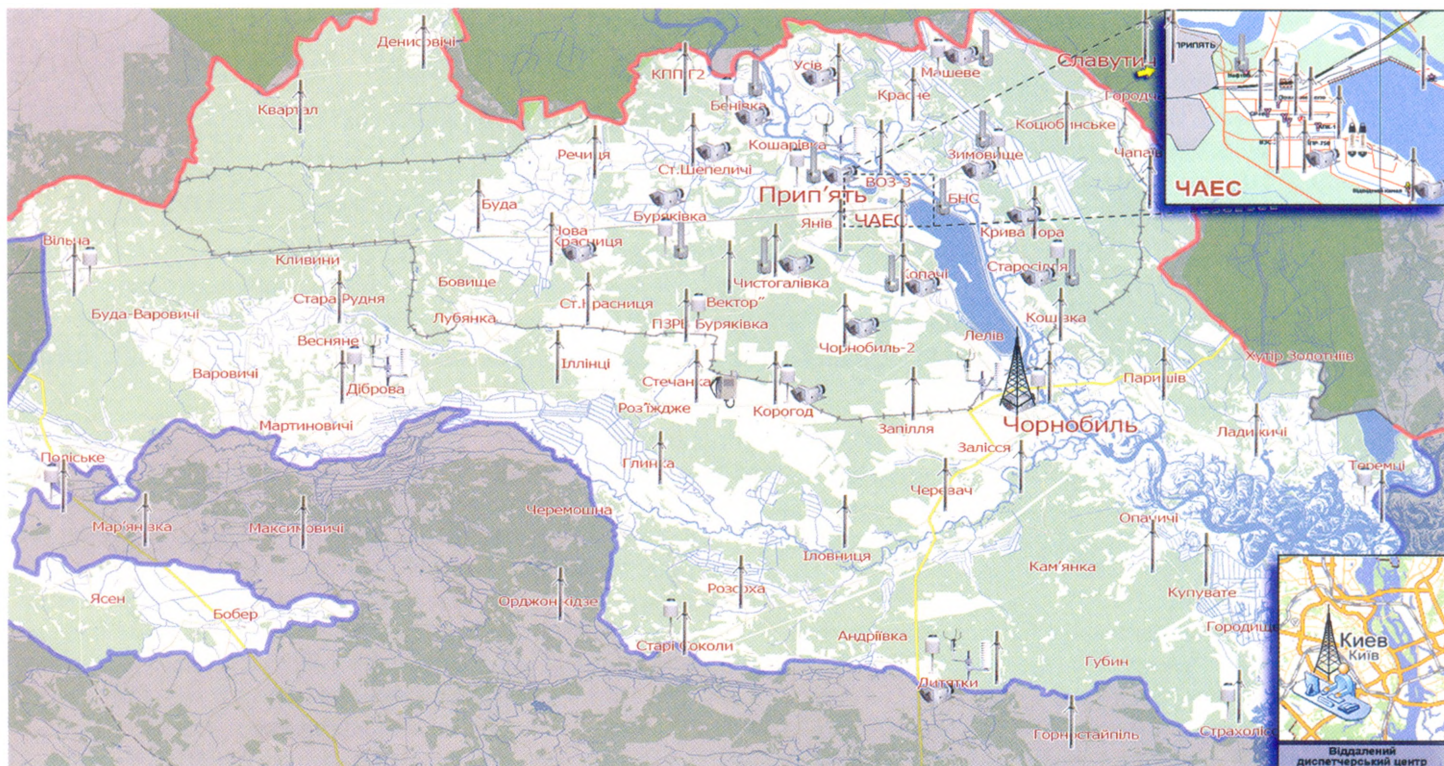 Денисовичі
КПП Г2
Усів
Машеве
Славутич
ПРИПЯТЬ
Квартал
Бенівка
Красне
Коцюбинське
Речиця
Ст.Шепеличі
Кошарівка
Зимовище
ВОЗ-3
Прип'ять
БНС
ЧАЕС
Буда
Буряківка
Янів
ЧАЕС
Нова
Красниця
Крива Гора
Вільча
Кливини
Стара Рудня
Бовище
Ст.Красниця
Чистогалівка
Копачі
Старосілля
"Вектор"
Буда-Варовичі
Лубянка
ПЗРВ Буряківка
Кошівка
Весняне
Чорнобиль-2
Лелів
Хутір Золотніїв
Варовичі
Діброва
Іллінці
Стечанка
Паришів
Роз'їждже
Корогод
Мартиновичі
Запілля
Чорнобиль
Залісся
Ладижичі
Поліське
Глинка
Теремці
Черевач
Мар'янівка
Максимовичі
Черемошна
Опачичі
Іловниця
Кам'янка
Розсоха
Купувате
Ясен
Бобер
Орджонікідзе
Городище
Андріївка
Киев
Київ
Старі Соколи
Губин
Дитятки
Горностайпіль
Страхолісся
Віддалений
диспетчерський центр